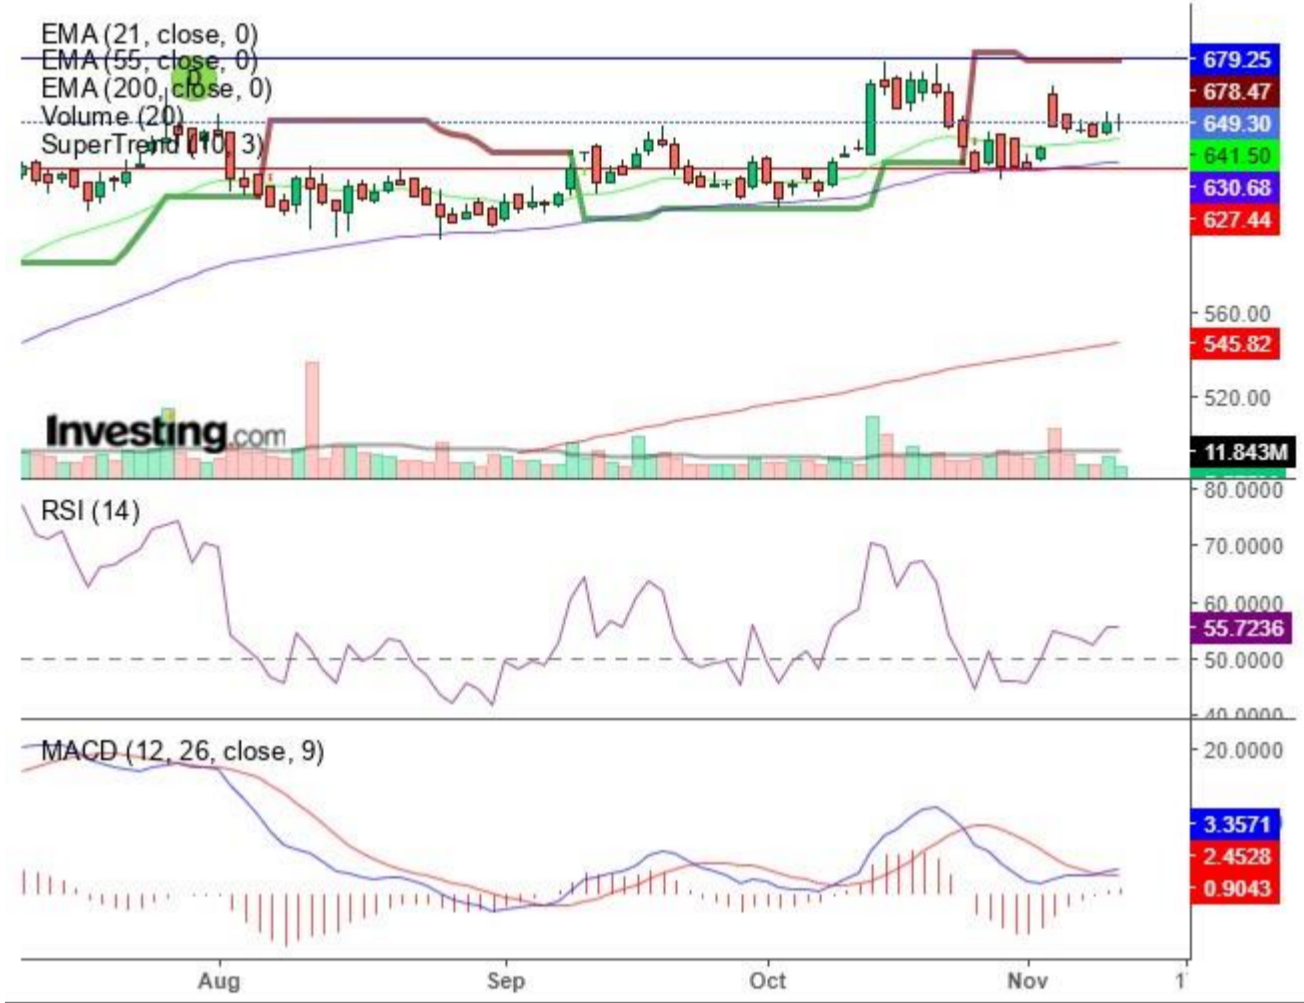 EMA (21, close, 0)
EMA (55, close, 0)
EMA (200, close, 0)
Volume (20)
SuperTrend (10, 3)
D
679.25
678.47
649.30
641.50
630.68
627.44
560.00
545.82
520.00
11.843M
Investing.com
RSI (14)
80.0000
70.0000
60.0000
55.7236
50.0000
40.0000
MACD (12, 26, close, 9)
20.0000
3.3571
2.4528
0.9043
Aug Sep Oct Nov